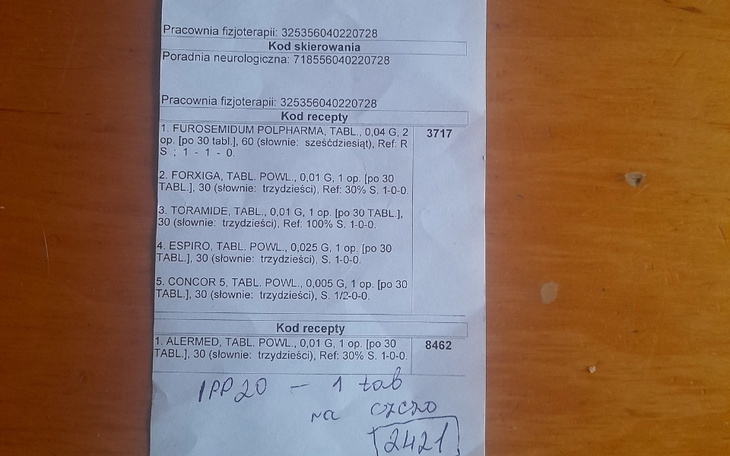 Pracownia fizjoterapii: 325356040220728
Kod skierowania
Poradnia neurologiczna: 718556040220728
Pracownia fizjoterapii: 325356040220728
Kod recepty
1. FUROSEMIDUM POLPHARMA, TABL., 0,04 G, 2
op. [po 30 tabl.], 60 (słownie: sześćdziesiąt), Ref: R
S ; 1 - 1 - 0.
3717
2. FORXIGA, TABL. POWL., 0,01 G, 1 op. [po 30
TABL.], 30 (słownie: trzydzieści), Ref: 30% S. 1-0-0.
3. TORAMIDE, TABL., 0,01 G, 1 op. [po 30 TABL.],
30 (słownie: trzydzieści), Ref: 100% S. 1-0-0.
4. ESPIRO, TABL. POWL., 0,025 G, 1 op. [po 30
TABL.], 30 (słownie: trzydzieści), S. 1-0-0.
5. CONCOR 5, TABL. POWL., 0,005 G, 1 op. [po 30
TABL.], 30 (słownie: trzydzieści), S. 1/2-0-0.
Kod recepty
1. ALERMED, TABL. POWL., 0,01 G, 1 op. [po 30
TABL.], 30 (słownie: trzydzieści), Ref: 30% S. 1-0-0.
8462
IPP20 — 1 tab
na czczo
2421